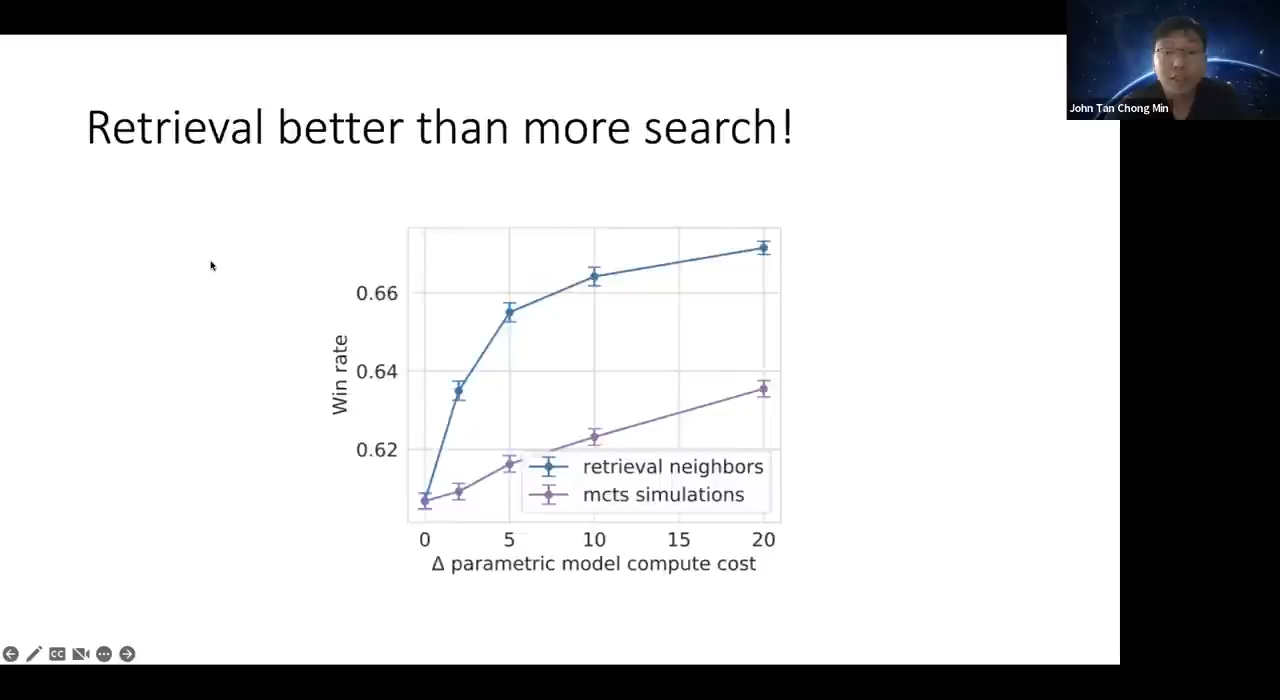 John Tan Chong Min
Retrieval better than more search!
0.66
0.64
0.62
Win rate
retrieval neighbors
mcts simulations
0 5 10 15 20
Δ parametric model compute cost
CC